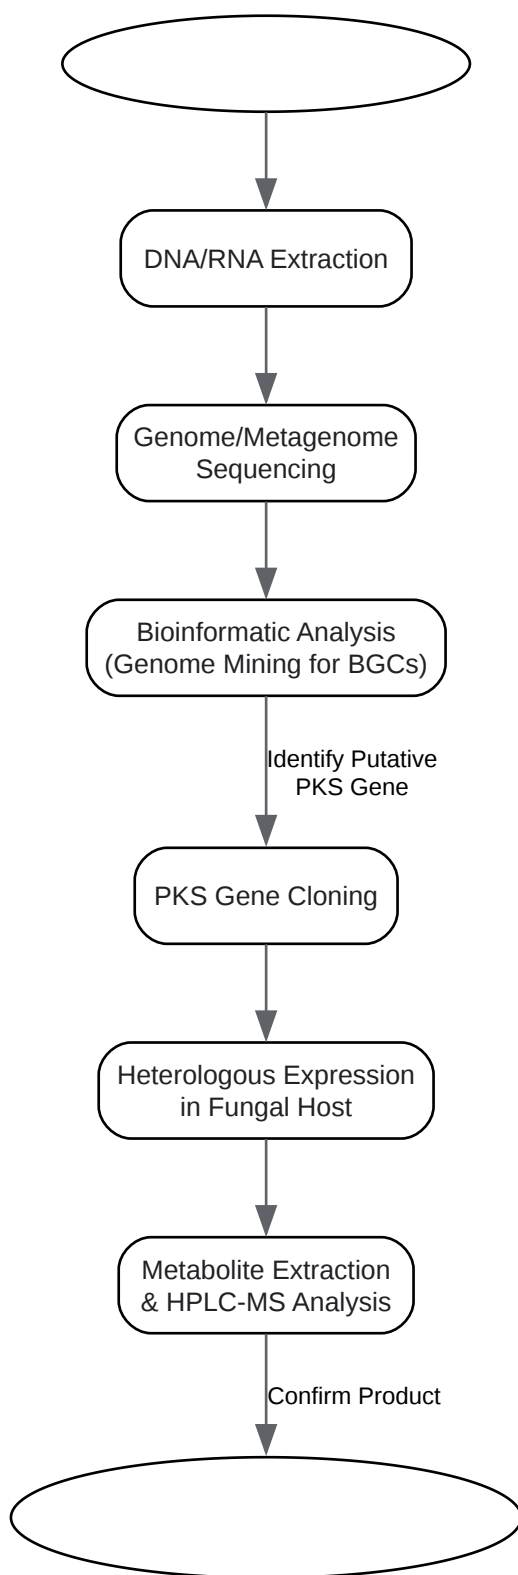 DNA/RNA Extraction
Genome/Metagenome
Sequencing
Bioinformatic Analysis
(Genome Mining for BGCs)
Identify Putative
PKS Gene
PKS Gene Cloning
Heterologous Expression
in Fungal Host
Metabolite Extraction
& HPLC-MS Analysis
Confirm Product